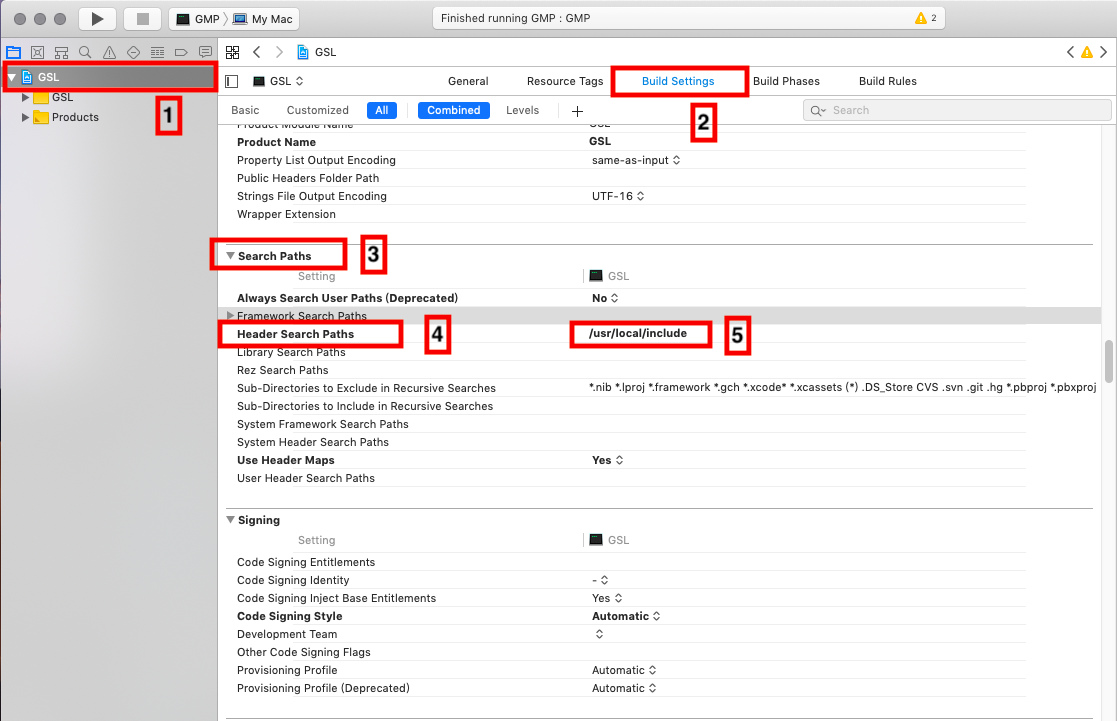 GMP 〉 My Mac
Finished running GMP : GMP
2
GSL
GSL
GSL
Products
1
GSL
General
Resource Tags
Build Settings
Build Phases
Build Rules
2
Basic
Customized
All
Combined
Levels
+
Search
Product Module Name GSL
Product Name GSL
Property List Output Encoding same-as-input
Public Headers Folder Path
Strings File Output Encoding UTF-16
Wrapper Extension
Search Paths
3
Setting GSL
Always Search User Paths (Deprecated) No
Framework Search Paths
Header Search Paths 4 /usr/local/include 5
Library Search Paths
Rez Search Paths
Sub-Directories to Exclude in Recursive Searches *.nib *.lproj *.framework *.gch *.xcode* *.xcassets (*) .DS_Store CVS .svn .git .hg *.pbproj *.pbxproj
Sub-Directories to Include in Recursive Searches
System Framework Search Paths
System Header Search Paths
Use Header Maps Yes
User Header Search Paths
Signing
Setting GSL
Code Signing Entitlements
Code Signing Identity -
Code Signing Inject Base Entitlements Yes
Code Signing Style Automatic
Development Team
Other Code Signing Flags
Provisioning Profile Automatic
Provisioning Profile (Deprecated) Automatic